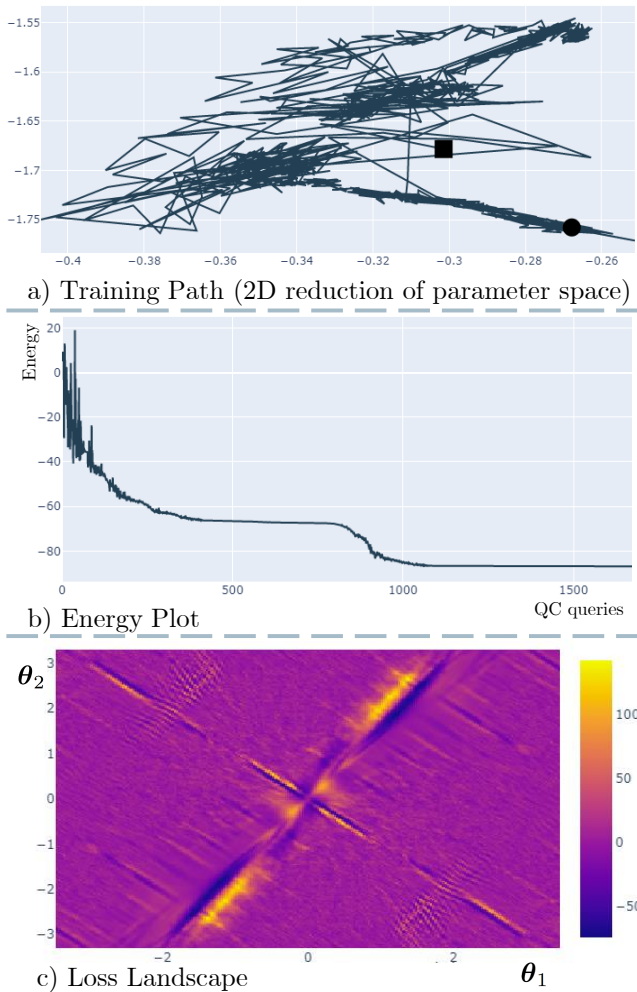 −1.55
−1.6
−1.65
−1.7
−1.75
−0.4 −0.38 −0.36 −0.34 −0.32 −0.3 −0.28 −0.26
a) Training Path (2D reduction of parameter space)
Energy
20
0
−20
−40
−60
−80
0 500 1000 1500
QC queries
b) Energy Plot
θ2
3
2
1
0
−1
−2
−3
−2 0 2
100
50
0
−50
c) Loss Landscape
θ1